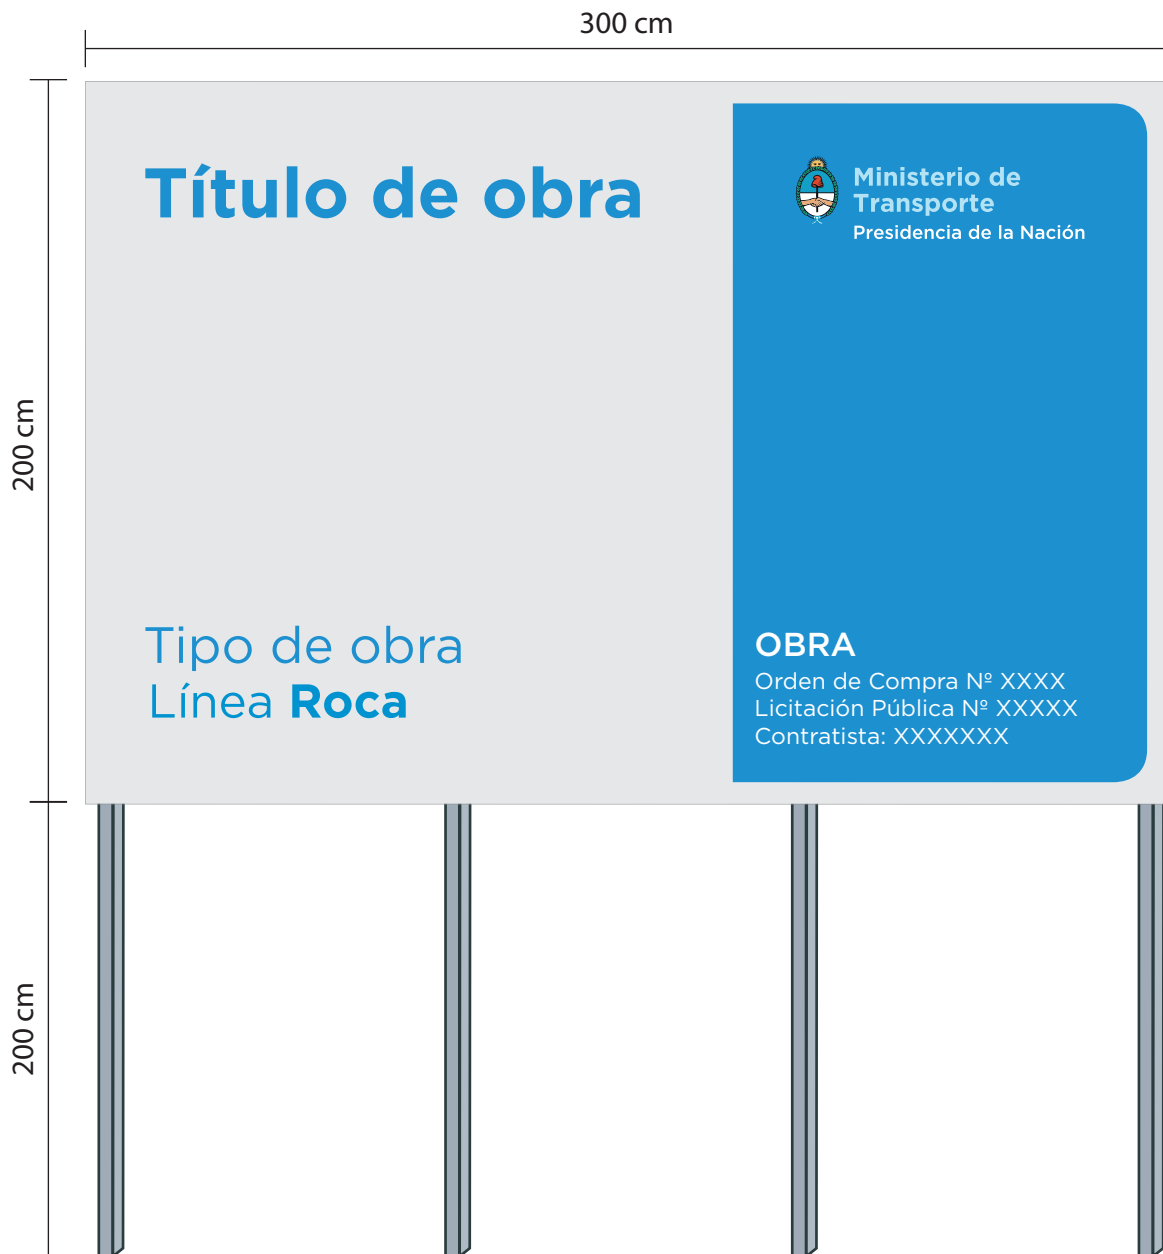 300 cm
200 cm
Título de obra
Ministerio de
Transporte
Presidencia de la Nación
Tipo de obra
Línea Roca
OBRA
Orden de Compra Nº XXXX
Licitación Pública Nº XXXXX
Contratista: XXXXXXX
200 cm